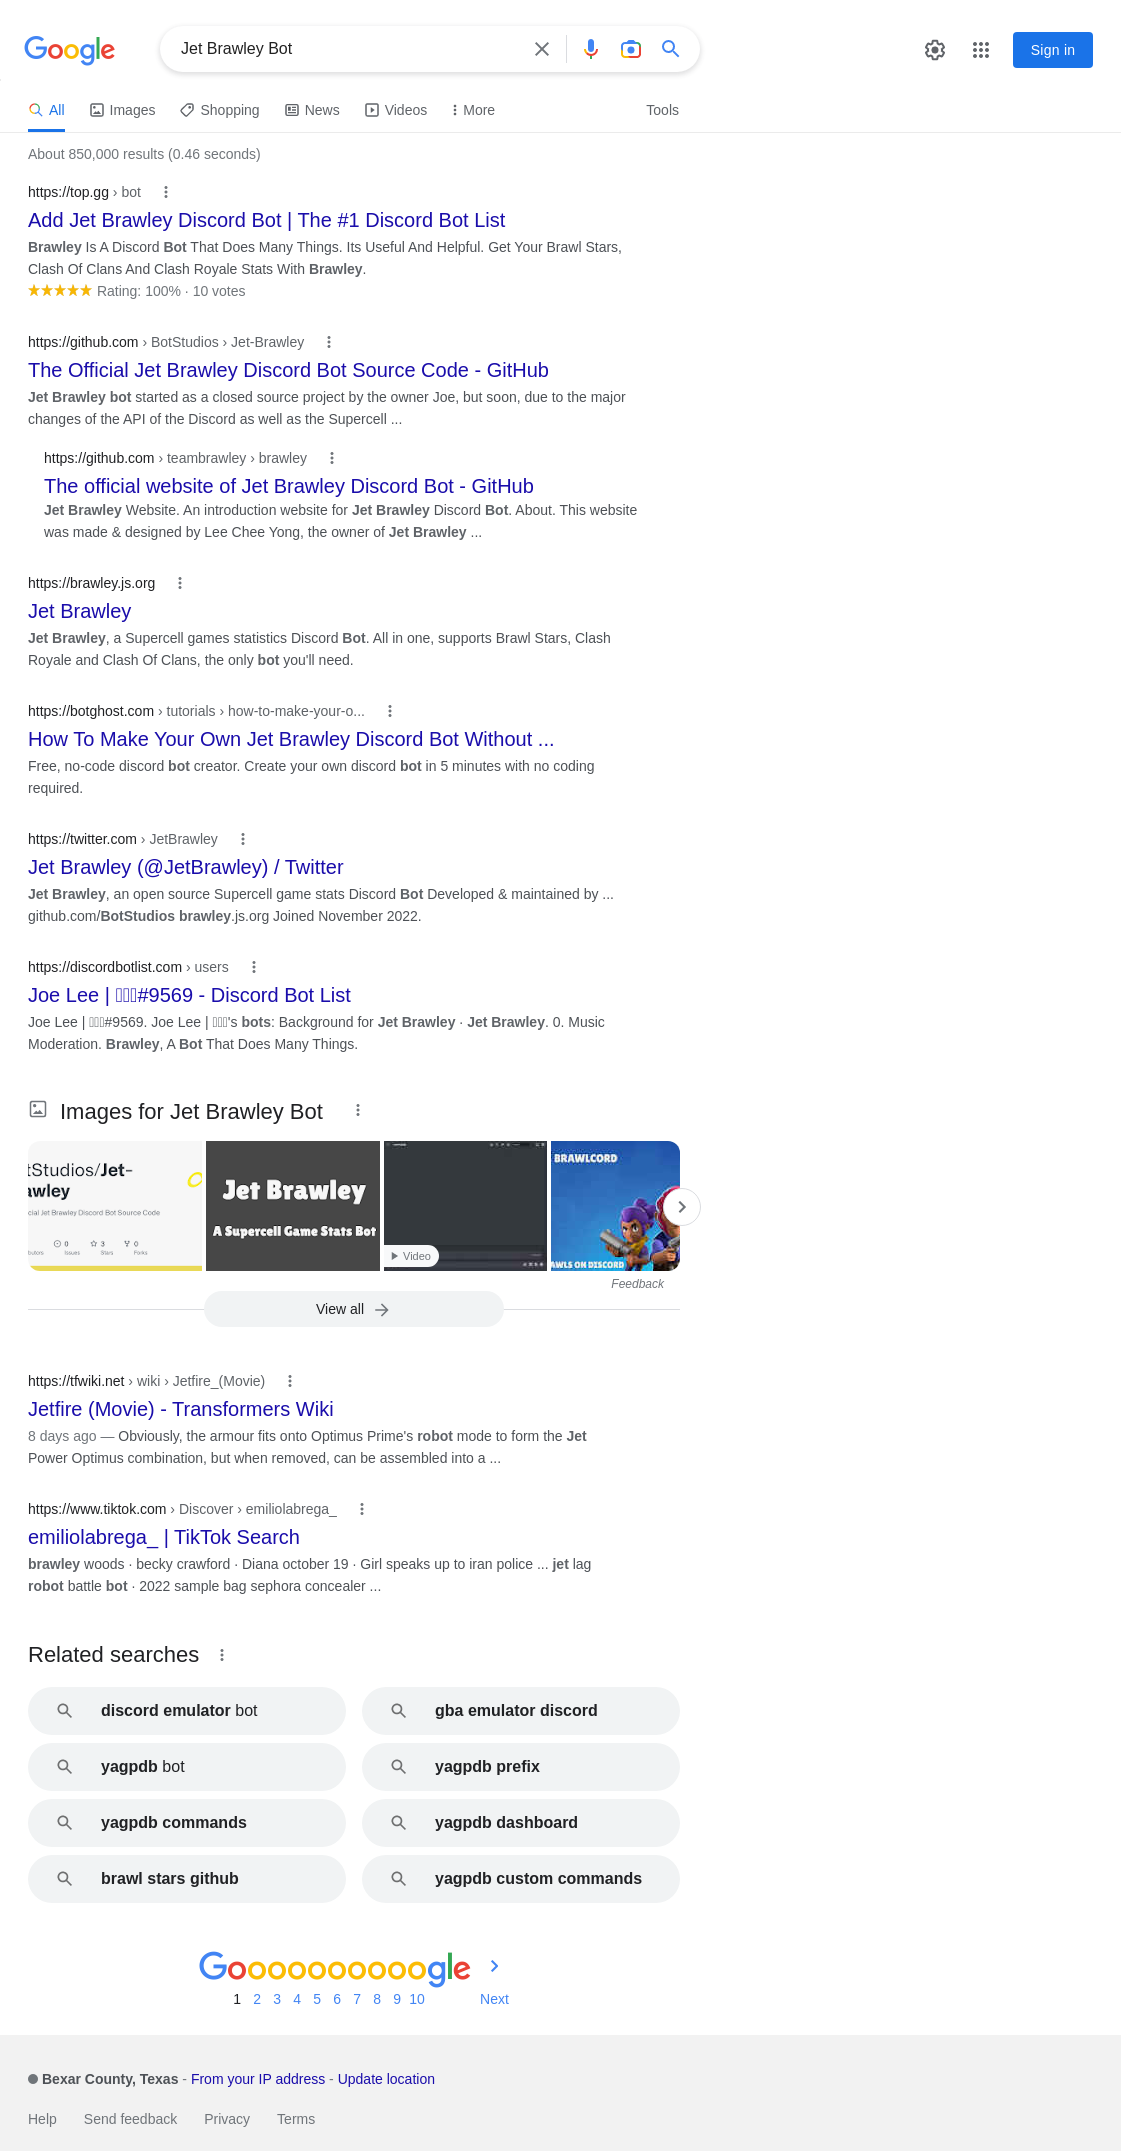 Google
Jet Brawley Bot
Sign in
All
Images
Shopping
News
Videos
More
Tools
About 850,000 results (0.46 seconds)
https://top.gg › bot
Add Jet Brawley Discord Bot | The #1 Discord Bot List
Brawley Is A Discord Bot That Does Many Things. Its Useful And Helpful. Get Your Brawl Stars,
Clash Of Clans And Clash Royale Stats With Brawley.
Rating: 100% · 10 votes
https://github.com › BotStudios › Jet-Brawley
The Official Jet Brawley Discord Bot Source Code - GitHub
Jet Brawley bot started as a closed source project by the owner Joe, but soon, due to the major
changes of the API of the Discord as well as the Supercell ...
https://github.com › teambrawley › brawley
The official website of Jet Brawley Discord Bot - GitHub
Jet Brawley Website. An introduction website for Jet Brawley Discord Bot. About. This website
was made & designed by Lee Chee Yong, the owner of Jet Brawley ...
https://brawley.js.org
Jet Brawley
Jet Brawley, a Supercell games statistics Discord Bot. All in one, supports Brawl Stars, Clash
Royale and Clash Of Clans, the only bot you'll need.
https://botghost.com › tutorials › how-to-make-your-o...
How To Make Your Own Jet Brawley Discord Bot Without ...
Free, no-code discord bot creator. Create your own discord bot in 5 minutes with no coding
required.
https://twitter.com › JetBrawley
Jet Brawley (@JetBrawley) / Twitter
Jet Brawley, an open source Supercell game stats Discord Bot Developed & maintained by ...
github.com/BotStudios brawley.js.org Joined November 2022.
https://discordbotlist.com › users
Joe Lee | #9569 - Discord Bot List
Joe Lee | #9569. Joe Lee | 's bots: Background for Jet Brawley · Jet Brawley. 0. Music
Moderation. Brawley, A Bot That Does Many Things.
Images for Jet Brawley Bot
tStudios/Jet-
awley
cial Jet Brawley Discord Bot Source Code
0
3
0
Issues
Stars
Forks
Jet Brawley
A Supercell Game Stats Bot
Video
BRAWLCORD
AWLS ON DISCORD
Feedback
View all
https://tfwiki.net › wiki › Jetfire_(Movie)
Jetfire (Movie) - Transformers Wiki
8 days ago — Obviously, the armour fits onto Optimus Prime's robot mode to form the Jet
Power Optimus combination, but when removed, can be assembled into a ...
https://www.tiktok.com › Discover › emiliolabrega_
emiliolabrega_ | TikTok Search
brawley woods · becky crawford · Diana october 19 · Girl speaks up to iran police ... jet lag
robot battle bot · 2022 sample bag sephora concealer ...
Related searches
discord emulator bot
gba emulator discord
yagpdb bot
yagpdb prefix
yagpdb commands
yagpdb dashboard
brawl stars github
yagpdb custom commands
Goooooooooogle
1 2 3 4 5 6 7 8 9 10 Next
Bexar County, Texas - From your IP address - Update location
Help
Send feedback
Privacy
Terms